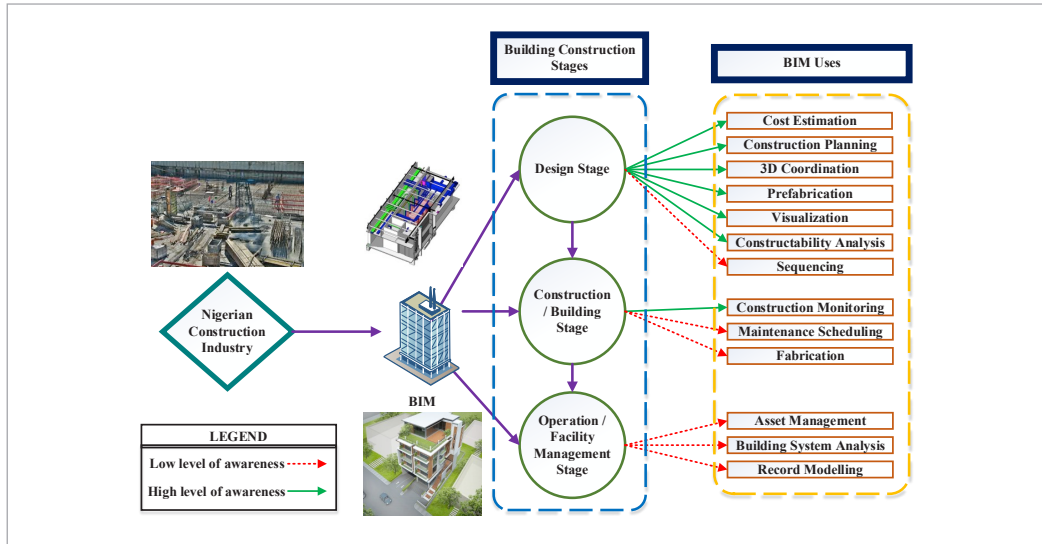 Building Construction
Stages
BIM Uses
Design Stage
Cost Estimation
Construction Planning
3D Coordination
Prefabrication
Visualization
Constructability Analysis
Sequencing
Nigerian
Construction
Industry
BIM
Construction
/ Building
Stage
Construction Monitoring
Maintenance Scheduling
Fabrication
Operation /
Facility
Management
Stage
Asset Management
Building System Analysis
Record Modelling
LEGEND
Low level of awareness
High level of awareness